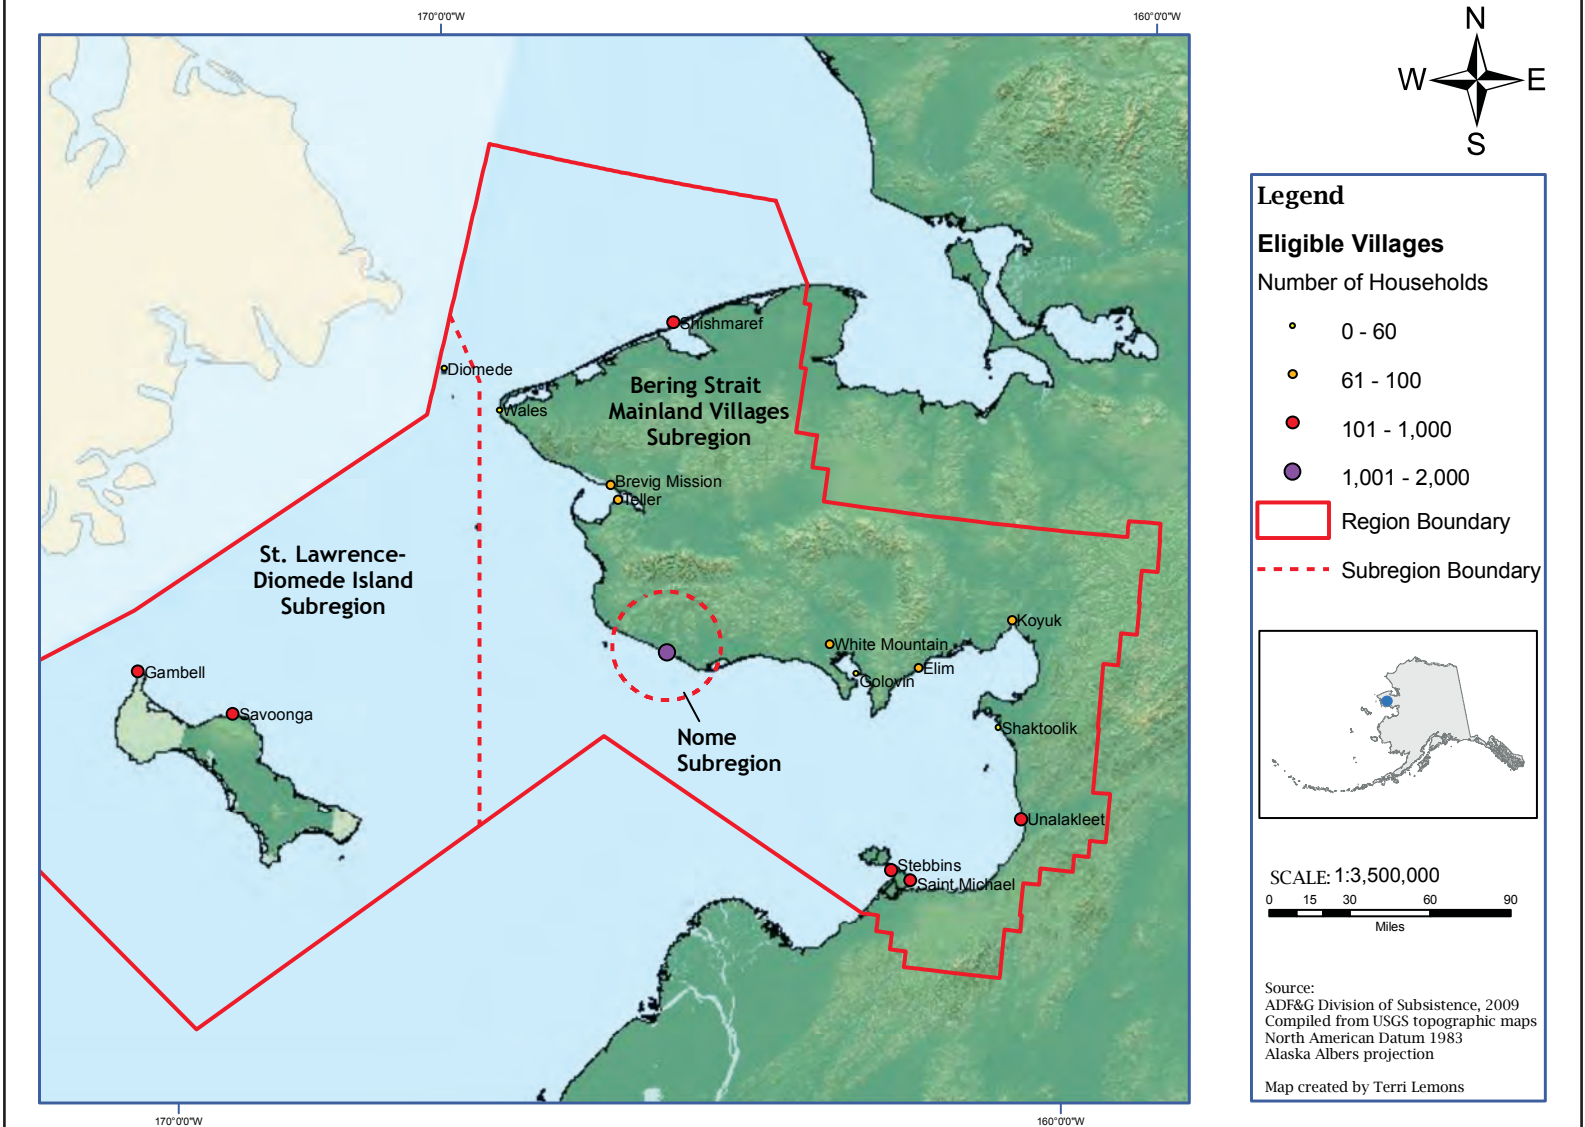 170°0'0"W
160°0'0"W
N
W
E
S
Legend
Eligible Villages
Number of Households
0 - 60
61 - 100
101 - 1,000
1,001 - 2,000
Region Boundary
Subregion Boundary
Shishmaref
Diomede
Wales
Bering Strait
Mainland Villages
Subregion
Brevig Mission
Teller
St. Lawrence-
Diomede Island
Subregion
Koyuk
White Mountain
Elim
Golovin
Gambell
Savoonga
Shaktoolik
Nome
Subregion
Unalakleet
Stebbins
Saint Michael
SCALE: 1:3,500,000
0 15 30 60 90
Miles
Source:
ADF&G Division of Subsistence, 2009
Compiled from USGS topographic maps
North American Datum 1983
Alaska Albers projection
Map created by Terri Lemons
170°0'0"W
160°0'0"W